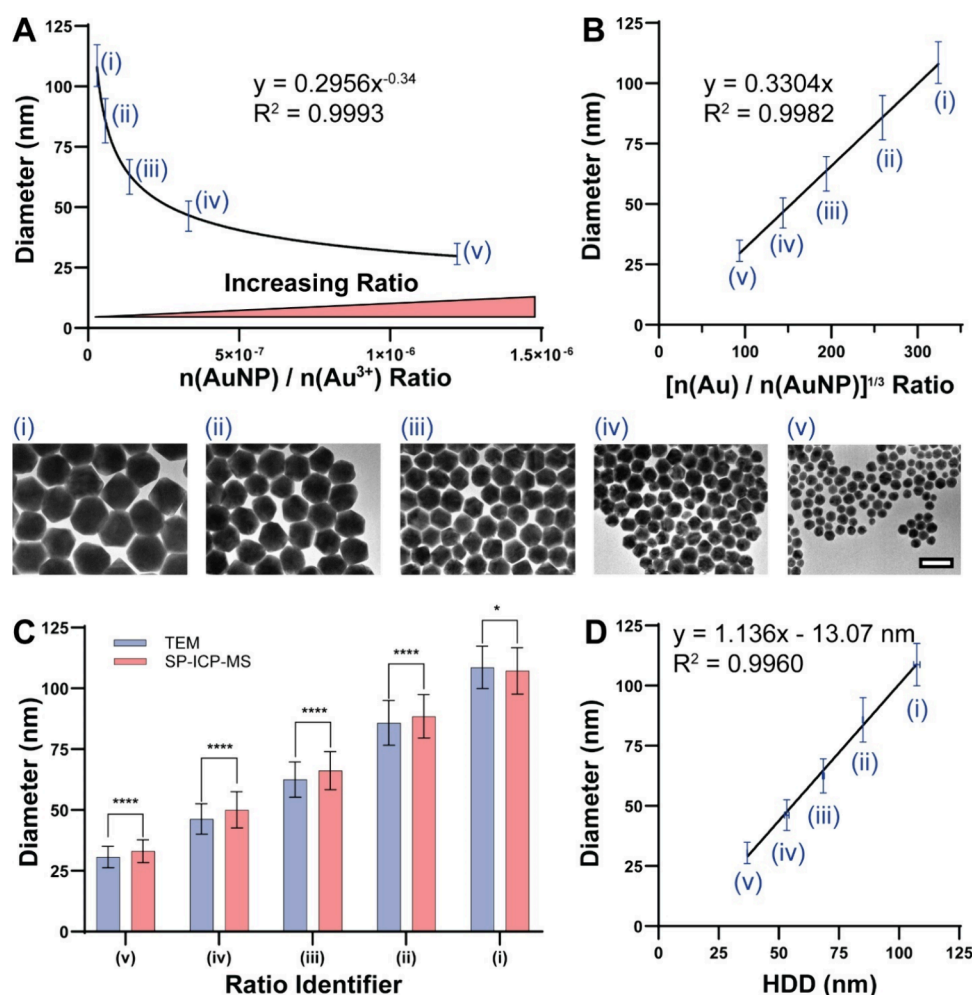 A
Diameter (nm)
125
100
75
50
25
0
(i)
(ii)
(iii)
(iv)
(v)
y = 0.2956x^-0.34
R² = 0.9993
Increasing Ratio
0
5×10⁻⁷
1×10⁻⁶
1.5×10⁻⁶
n(AuNP) / n(Au³⁺) Ratio
B
Diameter (nm)
125
100
75
50
25
0
y = 0.3304x
R² = 0.9982
(i)
(ii)
(iii)
(iv)
(v)
0
100
200
300
[n(Au) / n(AuNP)]^1/3 Ratio
(i)
(ii)
(iii)
(iv)
(v)
C
Diameter (nm)
125
100
75
50
25
0
TEM
SP-ICP-MS
****
****
****
****
*
(v)
(iv)
(iii)
(ii)
(i)
Ratio Identifier
D
Diameter (nm)
125
100
75
50
25
0
y = 1.136x - 13.07 nm
R² = 0.9960
(i)
(ii)
(iii)
(iv)
(v)
0
25
50
75
100
125
HDD (nm)